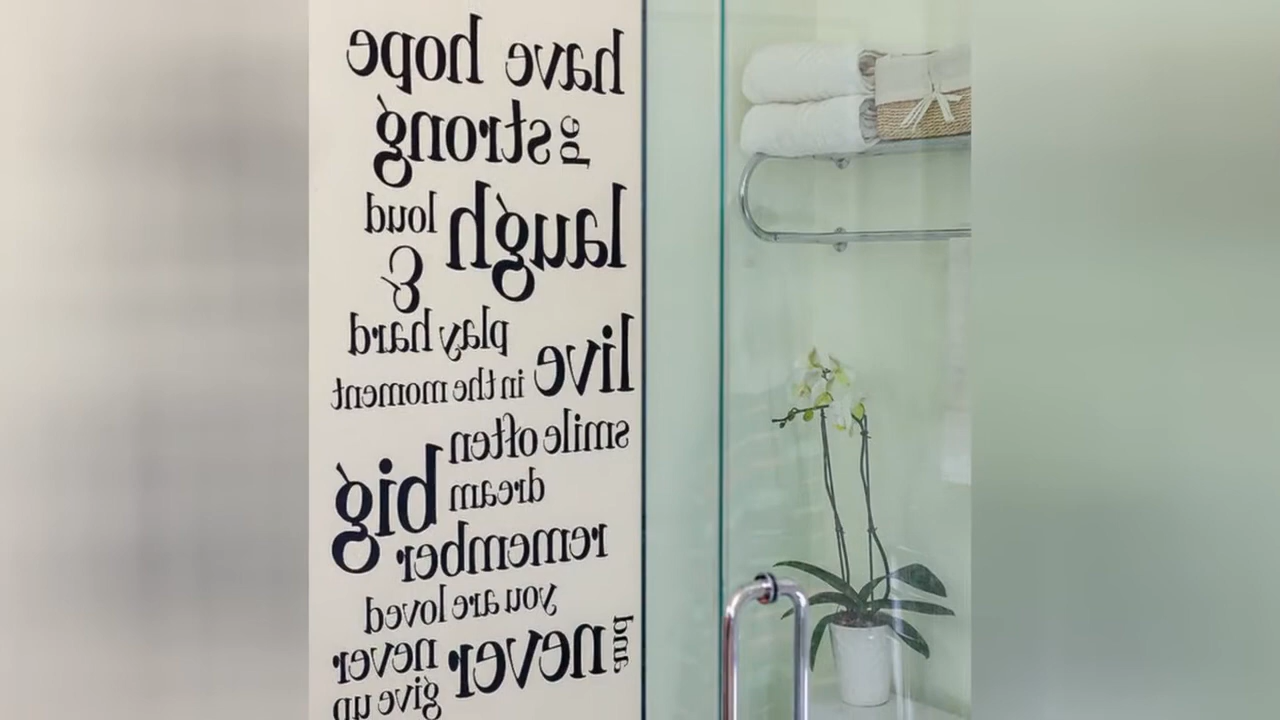 have hope
be strong
laugh loud
&
play hard
live in the moment
smile often
dream big
remember
you are loved
and never never
give up